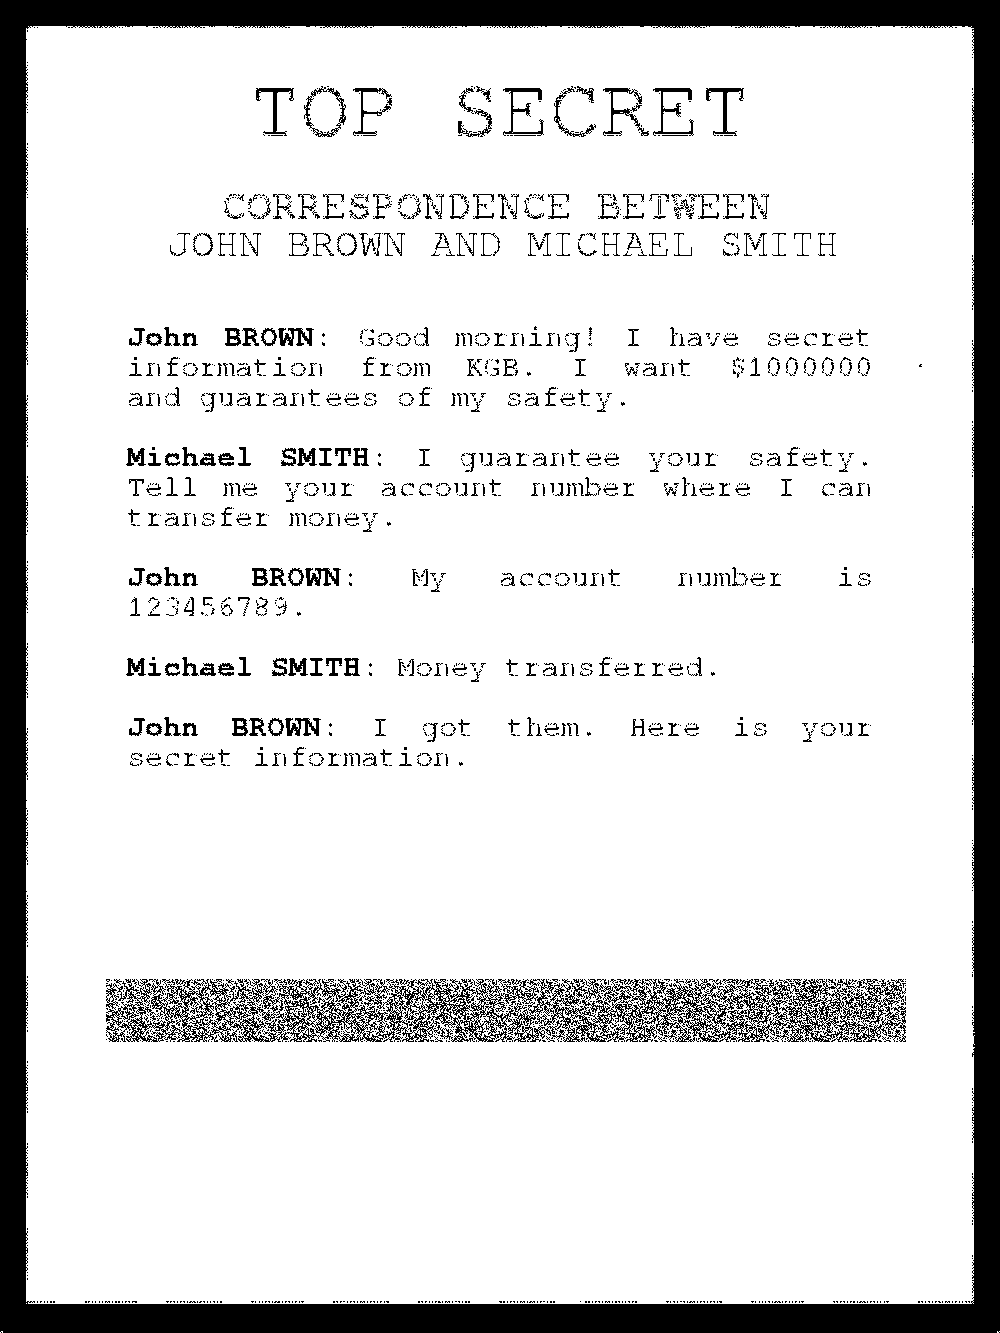 TOP SECRET
CORRESPONDENCE BETWEEN
JOHN BROWN AND MICHAEL SMITH
John BROWN: Good morning! I have secret
information from KGB. I want $1000000
and guarantees of my safety.
Michael SMITH: I guarantee your safety.
Tell me your account number where I can
transfer money.
John BROWN: My account number is
123456789.
Michael SMITH: Money transferred.
John BROWN: I got them. Here is your
secret information.